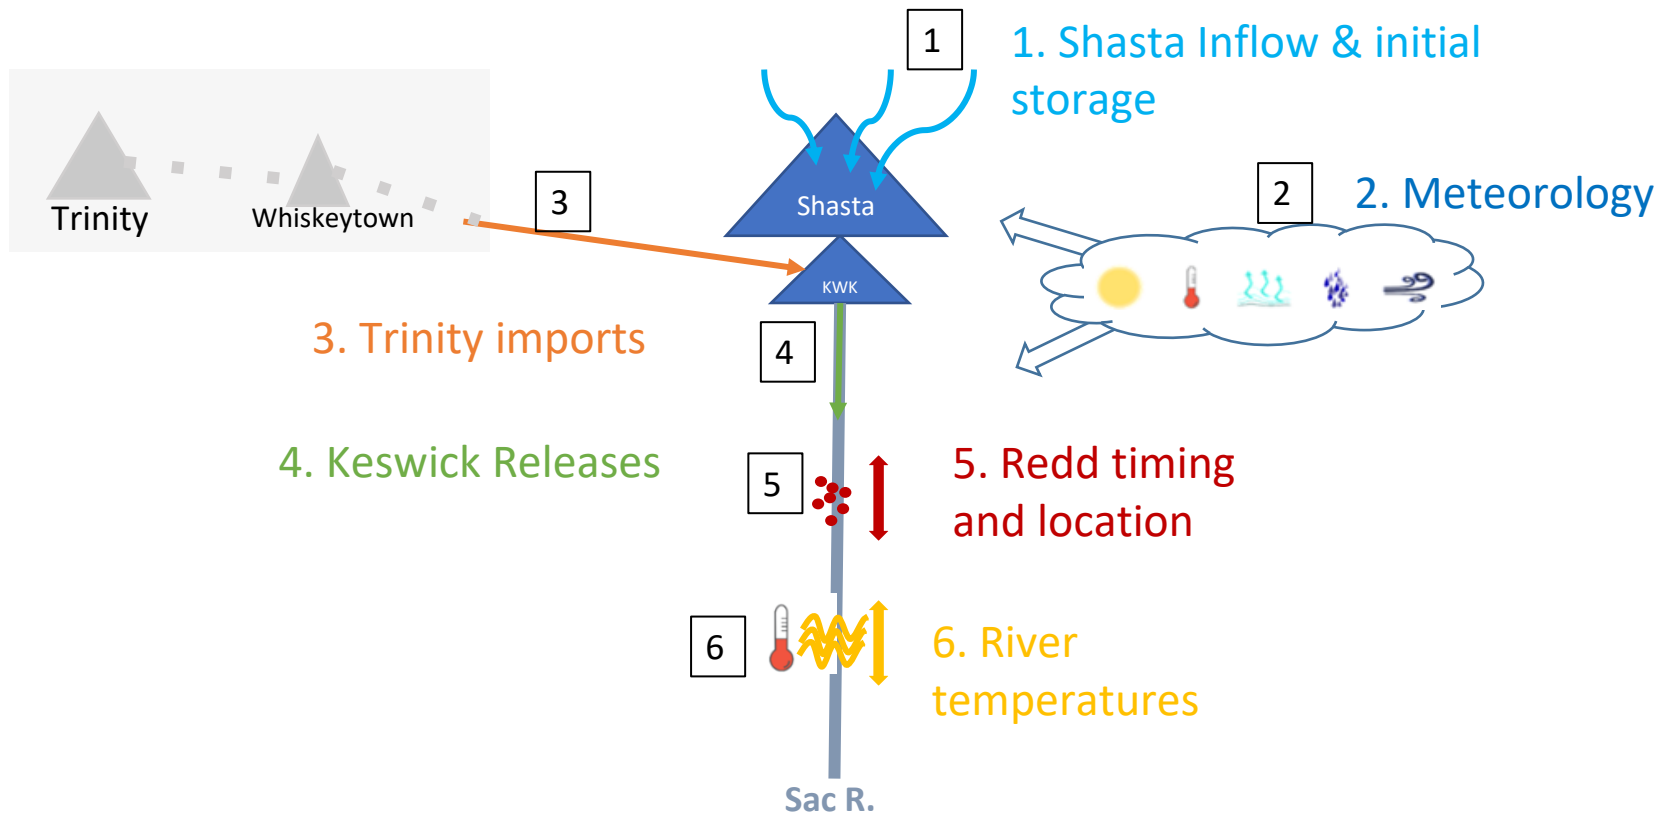 1
1. Shasta Inflow & initial
storage
3
2
2. Meteorology
Trinity
Whiskeytown
Shasta
KWK
3. Trinity imports
4
4. Keswick Releases
5
5. Redd timing
and location
6
6. River
temperatures
Sac R.